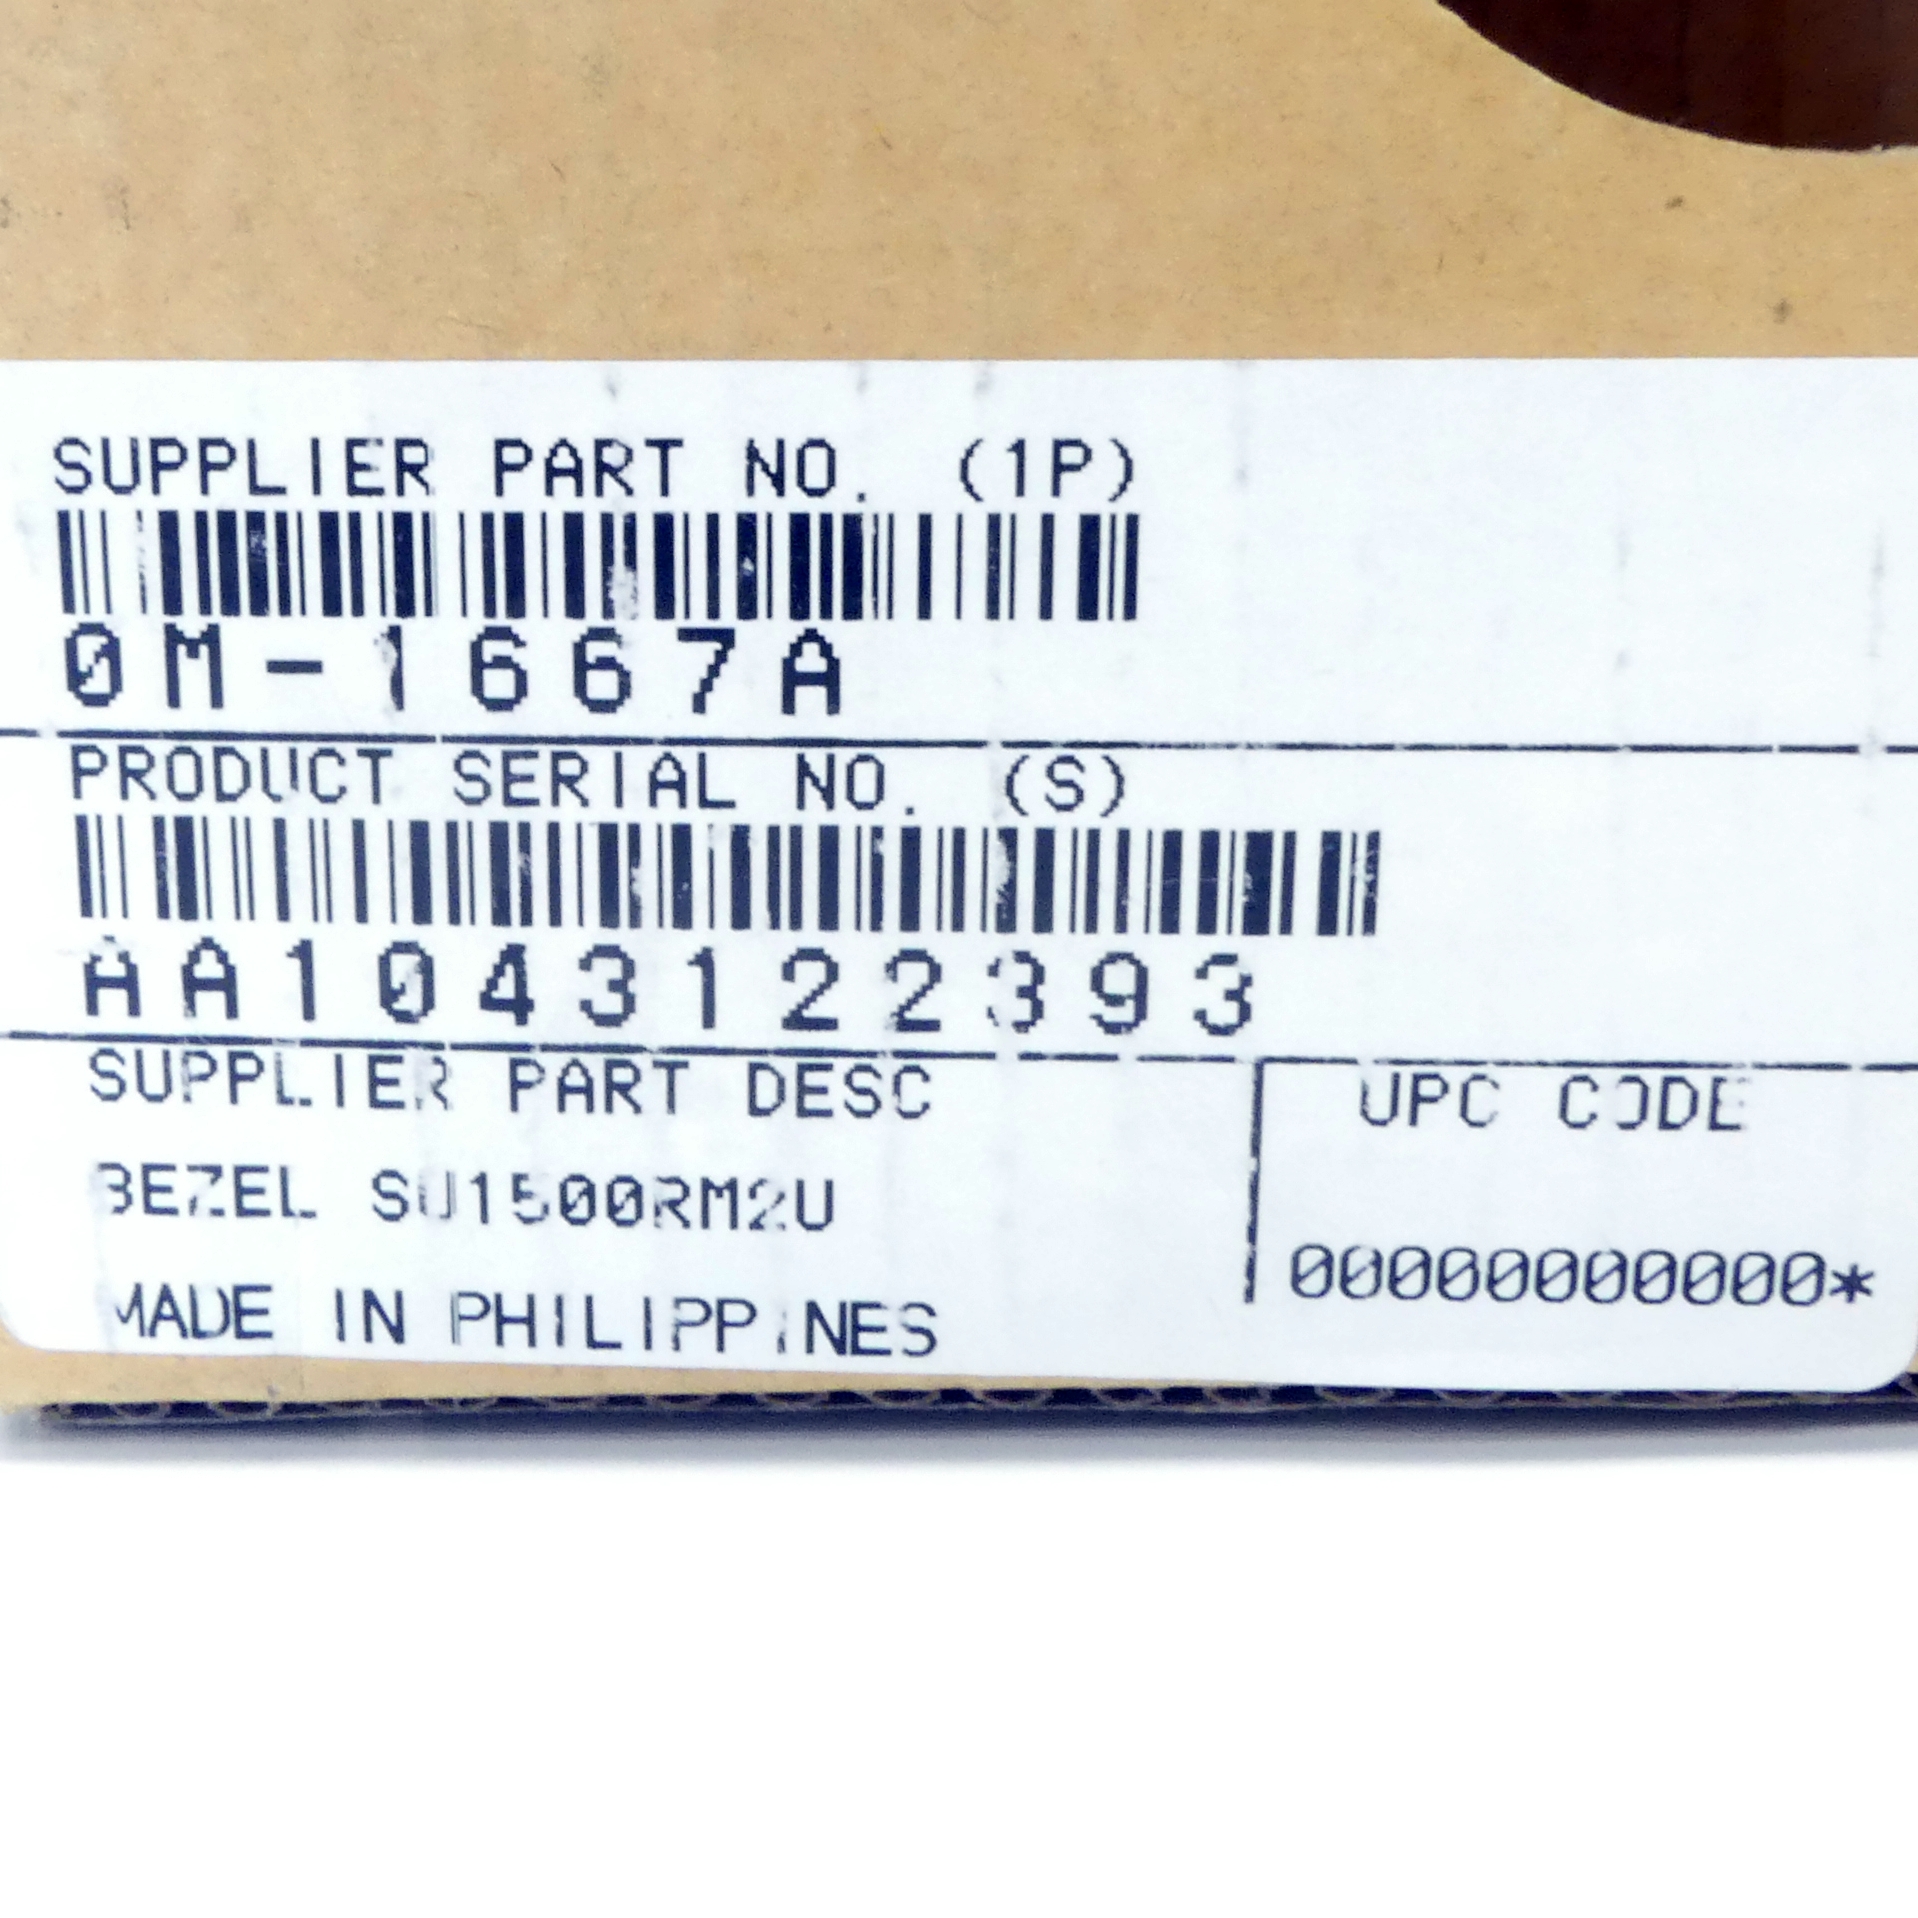 SUPPLIER PART NO. (1P)
0M-1667A
PRODUCT SERIAL NO. (S)
AA1043122393
SUPPLIER PART DESC
UPC CODE
BEZEL SU1500RM2U
00000000000*
MADE IN PHILIPPINES